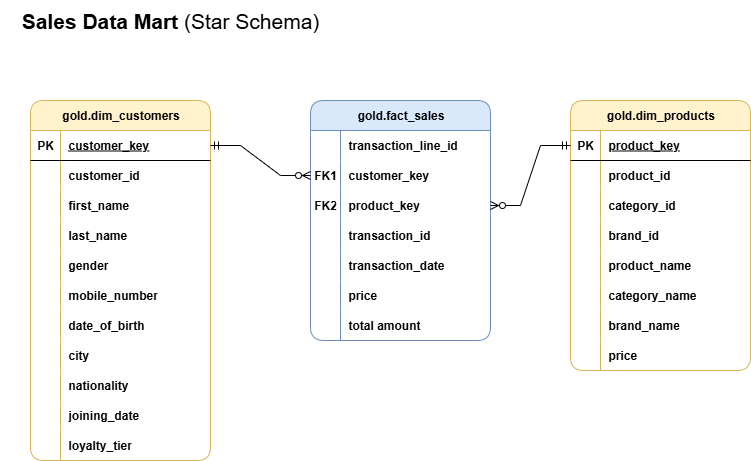 Sales Data Mart (Star Schema)
gold.dim_customers
PK customer_key
customer_id
first_name
last_name
gender
mobile_number
date_of_birth
city
nationality
joining_date
loyalty_tier
gold.fact_sales
transaction_line_id
FK1 customer_key
FK2 product_key
transaction_id
transaction_date
price
total amount
gold.dim_products
PK product_key
product_id
category_id
brand_id
product_name
category_name
brand_name
price